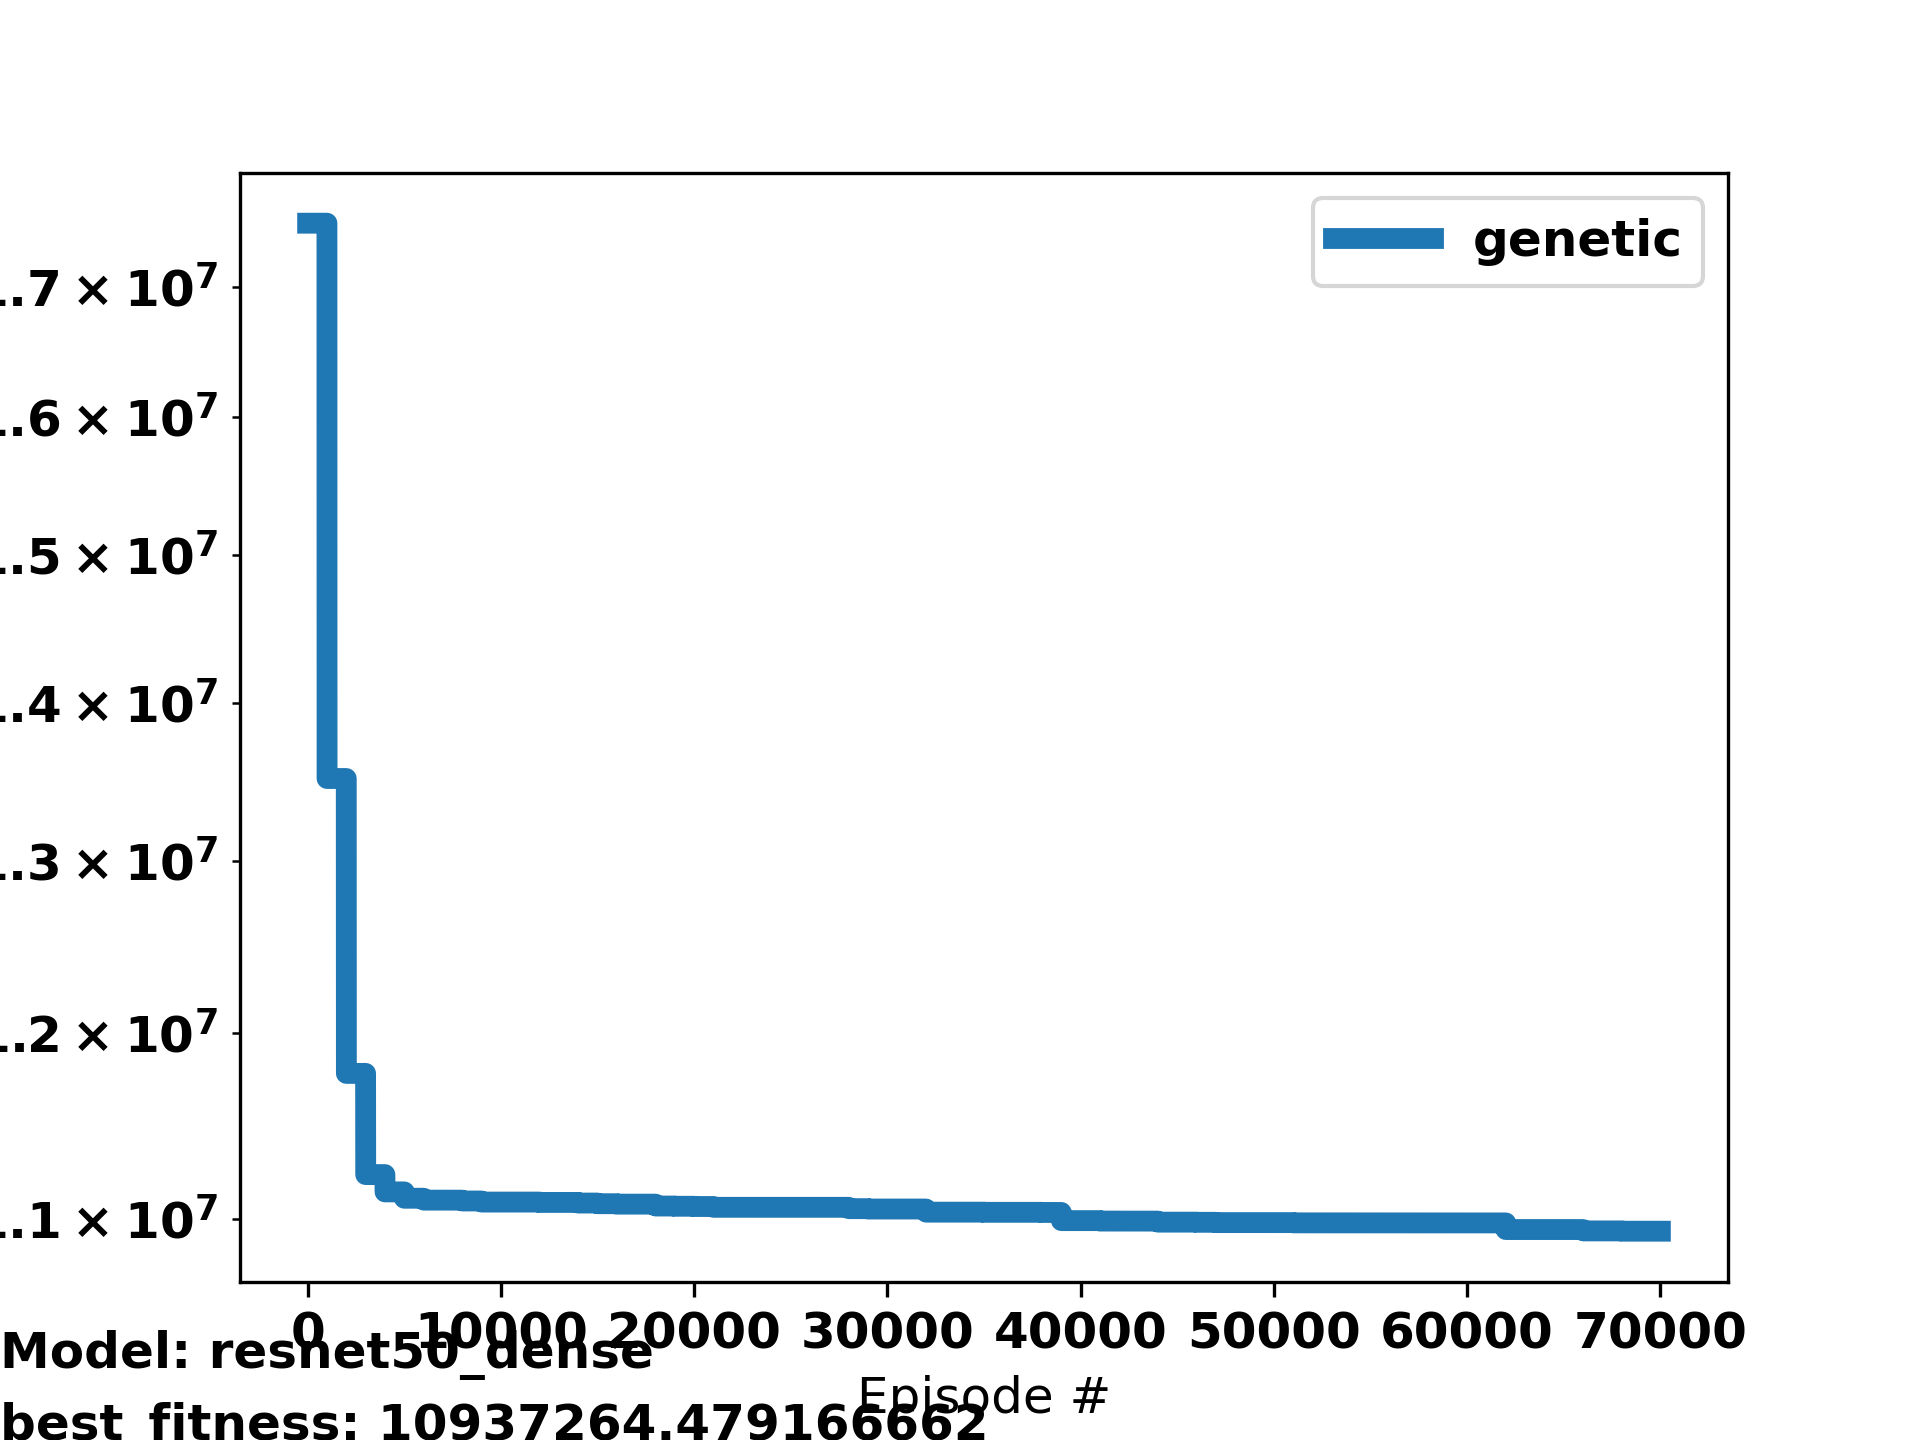 genetic
.7 × 10⁷
.6 × 10⁷
.5 × 10⁷
.4 × 10⁷
.3 × 10⁷
.2 × 10⁷
.1 × 10⁷
0 10000 20000 30000 40000 50000 60000 70000
Model: resnet50_dense
Episode #
best_fitness: 10937264.479166662